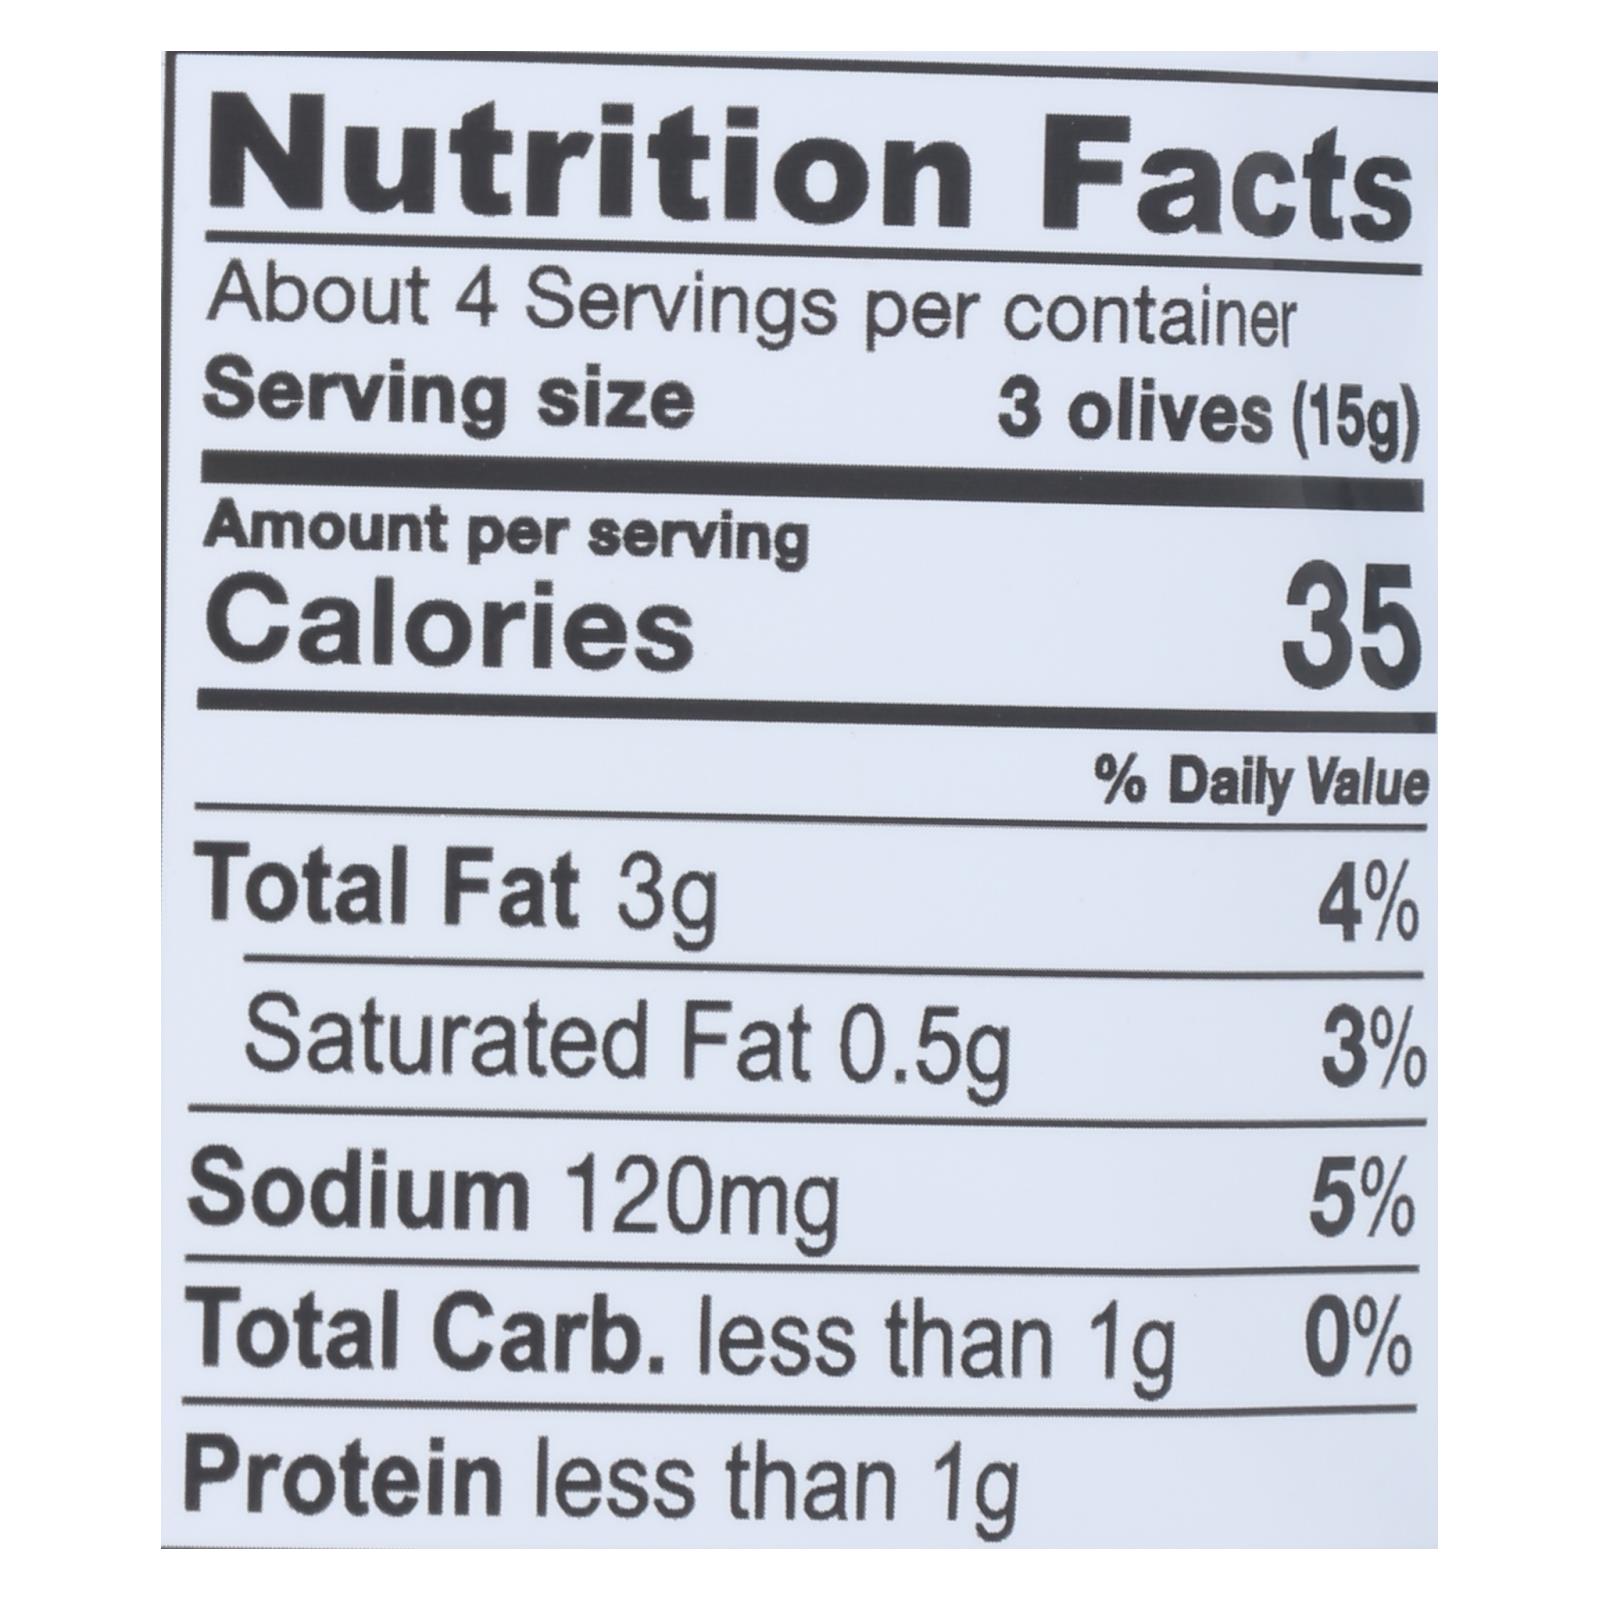 Nutrition Facts
About 4 Servings per container
Serving size 3 olives (15g)
Amount per serving
Calories 35
% Daily Value
Total Fat 3g 4%
Saturated Fat 0.5g 3%
Sodium 120mg 5%
Total Carb. less than 1g 0%
Protein less than 1g